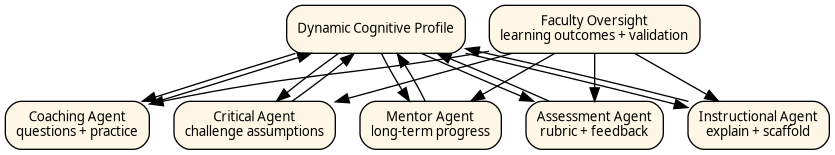 Dynamic Cognitive Profile
Faculty Oversight
learning outcomes + validation
Coaching Agent
questions + practice
Critical Agent
challenge assumptions
Mentor Agent
long-term progress
Assessment Agent
rubric + feedback
Instructional Agent
explain + scaffold